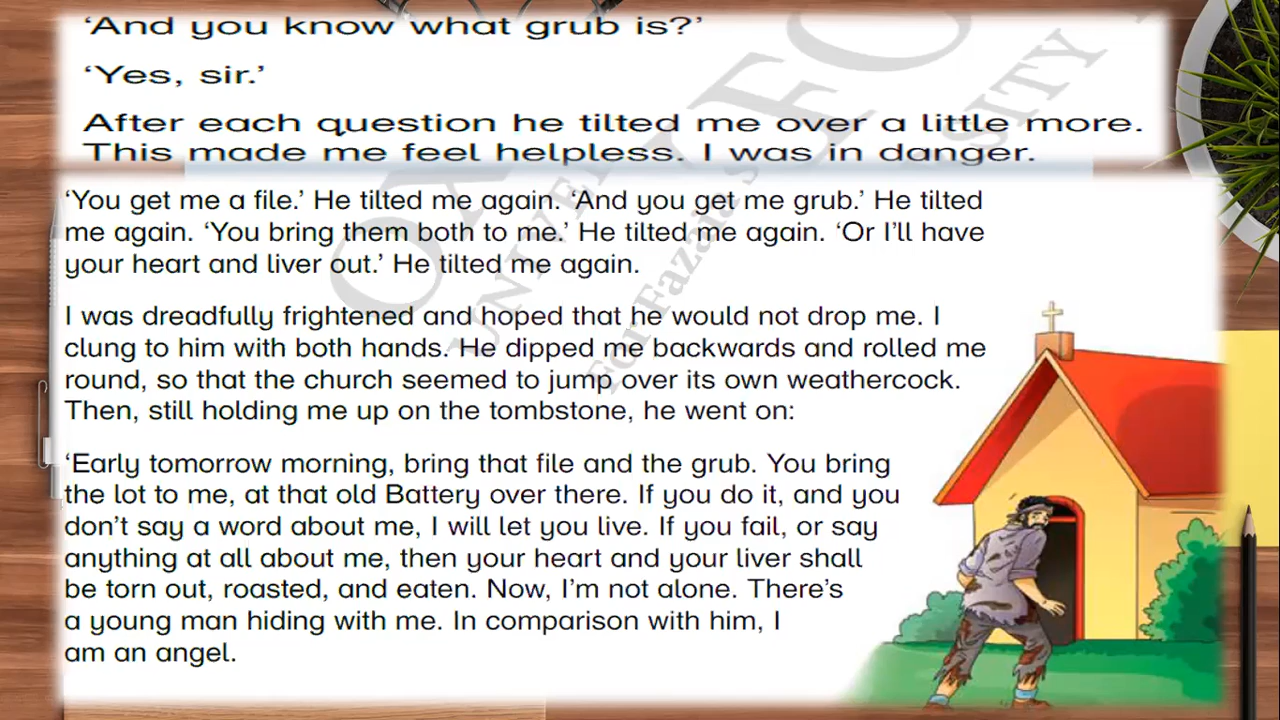 ‘And you know what grub is?’
‘Yes, sir.’
After each question he tilted me over a little more.
This made me feel helpless. I was in danger.
‘You get me a file.’ He tilted me again. ‘And you get me grub.’ He tilted
me again. ‘You bring them both to me.’ He tilted me again. ‘Or I’ll have
your heart and liver out.’ He tilted me again.
I was dreadfully frightened and hoped that he would not drop me. I
clung to him with both hands. He dipped me backwards and rolled me
round, so that the church seemed to jump over its own weathercock.
Then, still holding me up on the tombstone, he went on:
‘Early tomorrow morning, bring that file and the grub. You bring
the lot to me, at that old Battery over there. If you do it, and you
don’t say a word about me, I will let you live. If you fail, or say
anything at all about me, then your heart and your liver shall
be torn out, roasted, and eaten. Now, I’m not alone. There’s
a young man hiding with me. In comparison with him, I
am an angel.
For Fazaia